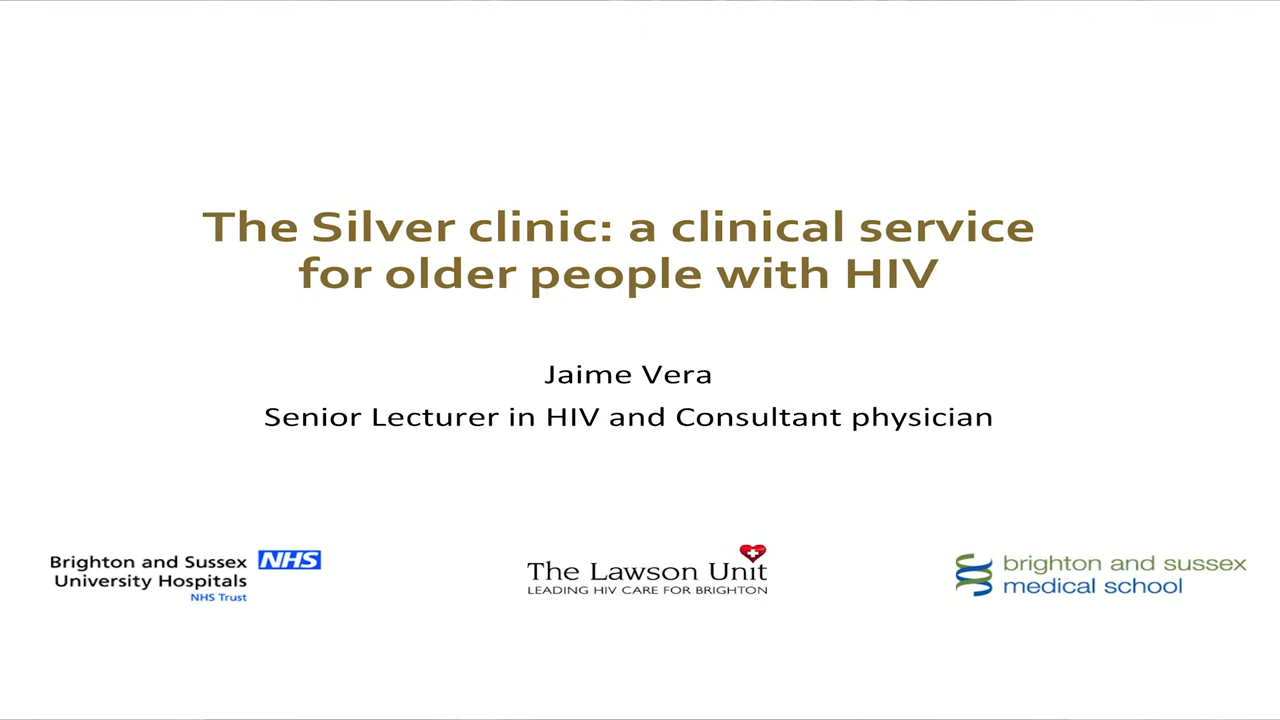 The Silver clinic: a clinical service
for older people with HIV
Jaime Vera
Senior Lecturer in HIV and Consultant physician
Brighton and Sussex NHS
University Hospitals
NHS Trust
The Lawson Unit
LEADING HIV CARE FOR BRIGHTON
brighton and sussex
medical school